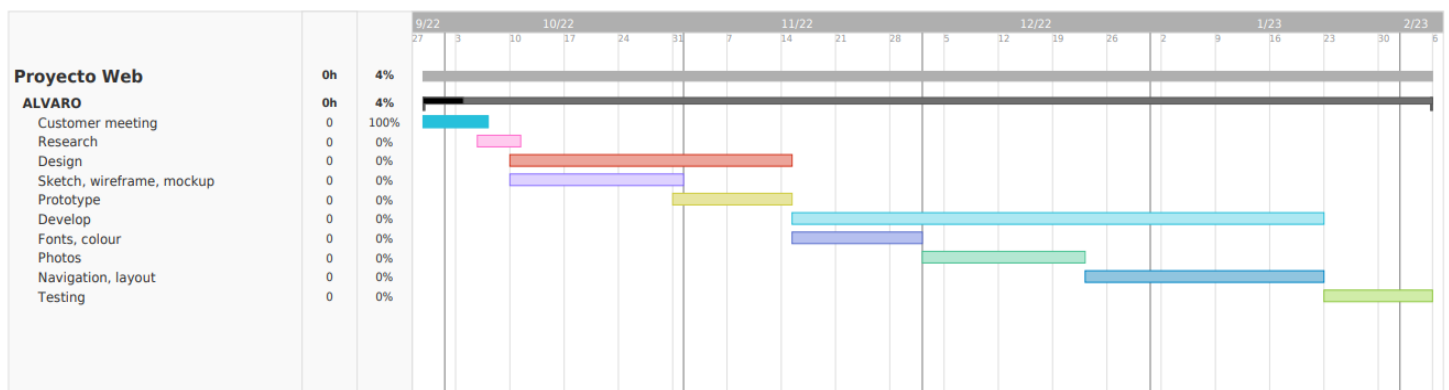 9/22 10/22 11/22 12/22 1/23 2/23
27 3 10 17 24 31 7 14 21 28 5 12 19 26 2 9 16 23 30 6
Proyecto Web 0h 4%
ALVARO 0h 4%
Customer meeting 0 100%
Research 0 0%
Design 0 0%
Sketch, wireframe, mockup 0 0%
Prototype 0 0%
Develop 0 0%
Fonts, colour 0 0%
Photos 0 0%
Navigation, layout 0 0%
Testing 0 0%